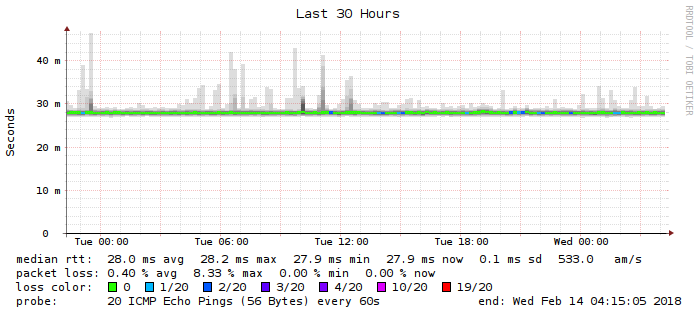 Last 30 Hours
RRDTOOL / TOBI OETIKER
Seconds
40 m
30 m
20 m
10 m
0
Tue 00:00 Tue 06:00 Tue 12:00 Tue 18:00 Wed 00:00
median rtt: 28.0 ms avg 28.2 ms max 27.9 ms min 27.9 ms now 0.1 ms sd 533.0 am/s
packet loss: 0.40 % avg 8.33 % max 0.00 % min 0.00 % now
loss color: 0 1/20 2/20 3/20 4/20 10/20 19/20
probe: 20 ICMP Echo Pings (56 Bytes) every 60s end: Wed Feb 14 04:15:05 2018